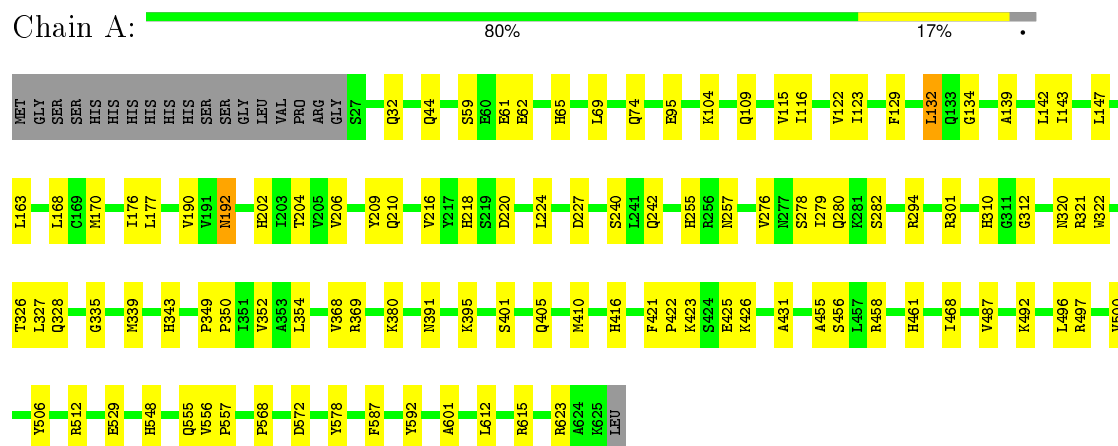 Chain A:
80% 17% •
MET GLY SER SER HIS HIS HIS HIS HIS HIS SER SER GLY LEU VAL PRO ARG GLY S27 Q32 Q44 S59 E60 E61 E62 H65 L69 Q74 E95 K104 Q109 V115 I116 V122 I123 F129 L132 Q133 G134 A139 L142 I143 L147
L163 L168 C169 M170 I176 L177 V190 V191 N192 H202 I203 T204 V205 V206 Y209 Q210 V216 Y217 H218 S219 D220 L224 D227 S240 L241 Q242 H255 R256 N257 V276 N277 S278 I279 Q280 K281 S282 R294 R301 H310 G311 G312 N320 R321 W322
T326 L327 Q328 G335 M339 H343 P349 P350 I351 V352 A353 L354 V368 R369 K380 N391 K395 S401 Q405 M410 H416 F421 P422 K423 S424 E425 K426 A431 A455 S456 L457 R458 H461 I468 V487 K492 L496 R497
Y506 R512 E529 H548 Q555 V556 P557 P568 D572 Y578 F587 Y592 A601 L612 R615 R623 A624 K625 LEU